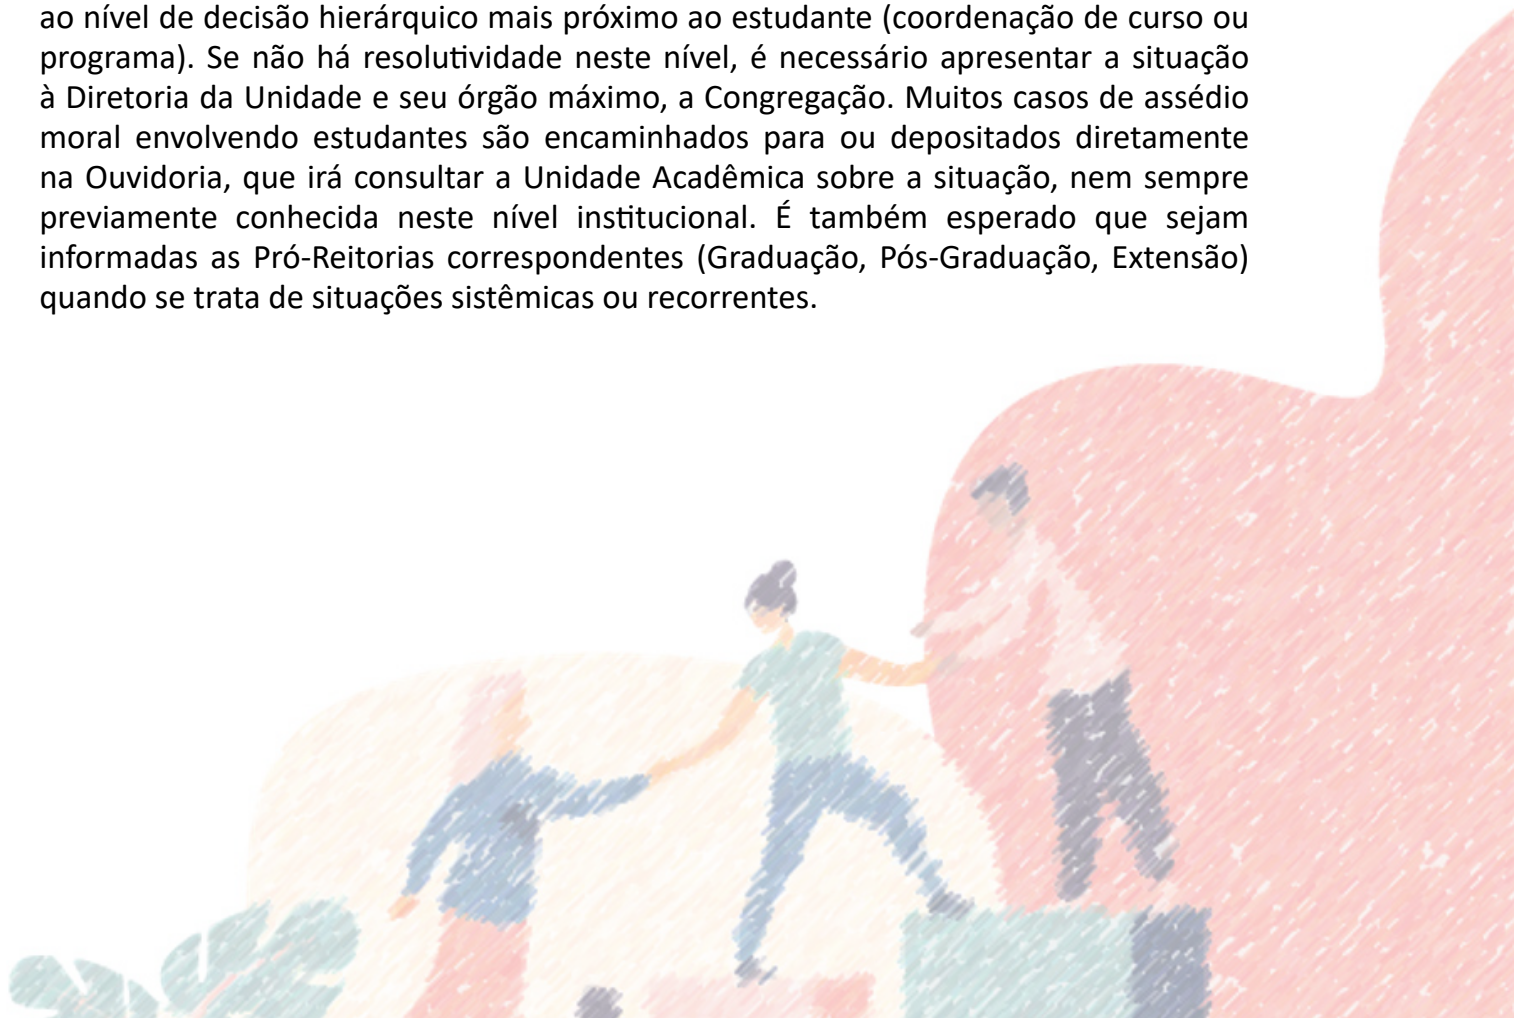 ao nível de decisão hierárquico mais próximo ao estudante (coordenação de curso ou
programa). Se não há resolutividade neste nível, é necessário apresentar a situação
à Diretoria da Unidade e seu órgão máximo, a Congregação. Muitos casos de assédio
moral envolvendo estudantes são encaminhados para ou depositados diretamente
na Ouvidoria, que irá consultar a Unidade Acadêmica sobre a situação, nem sempre
previamente conhecida neste nível institucional. É também esperado que sejam
informadas as Pró-Reitorias correspondentes (Graduação, Pós-Graduação, Extensão)
quando se trata de situações sistêmicas ou recorrentes.